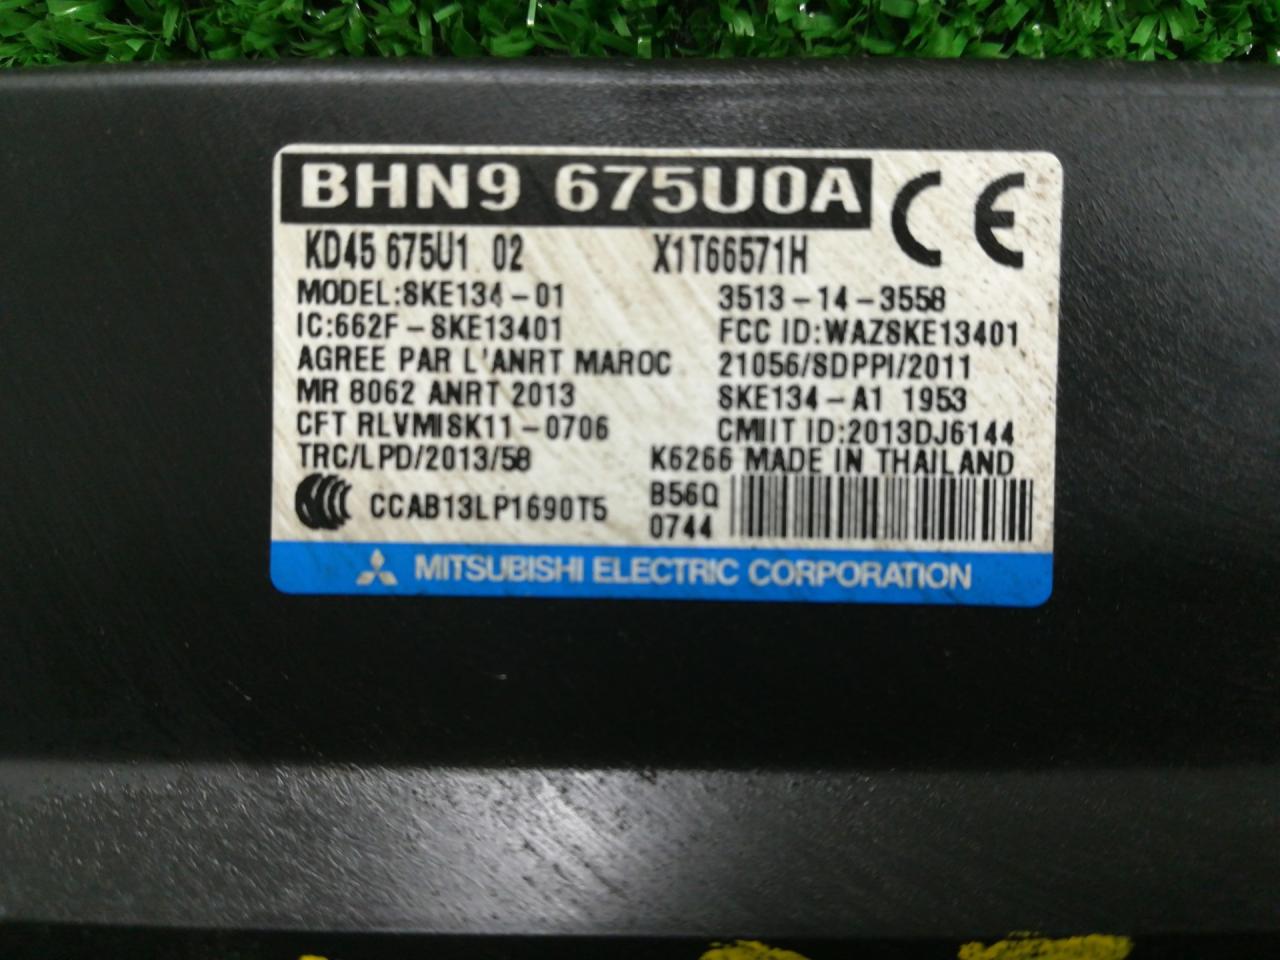 BHN9 675U0A CE
KD45 675U1 02 X1T66571H
MODEL:SKE134-01 3513-14-3558
IC:662F-SKE13401 FCC ID:WAZSKE13401
AGREE PAR L'ANRT MAROC 21056/SDPPI/2011
MR 8062 ANRT 2013 SKE134-A1 1953
CFT RLVMISK11-0706 CMIIT ID:2013DJ6144
TRC/LPD/2013/58 K6266 MADE IN THAILAND
CCAB13LP1690T5 B56Q
0744
MITSUBISHI ELECTRIC CORPORATION